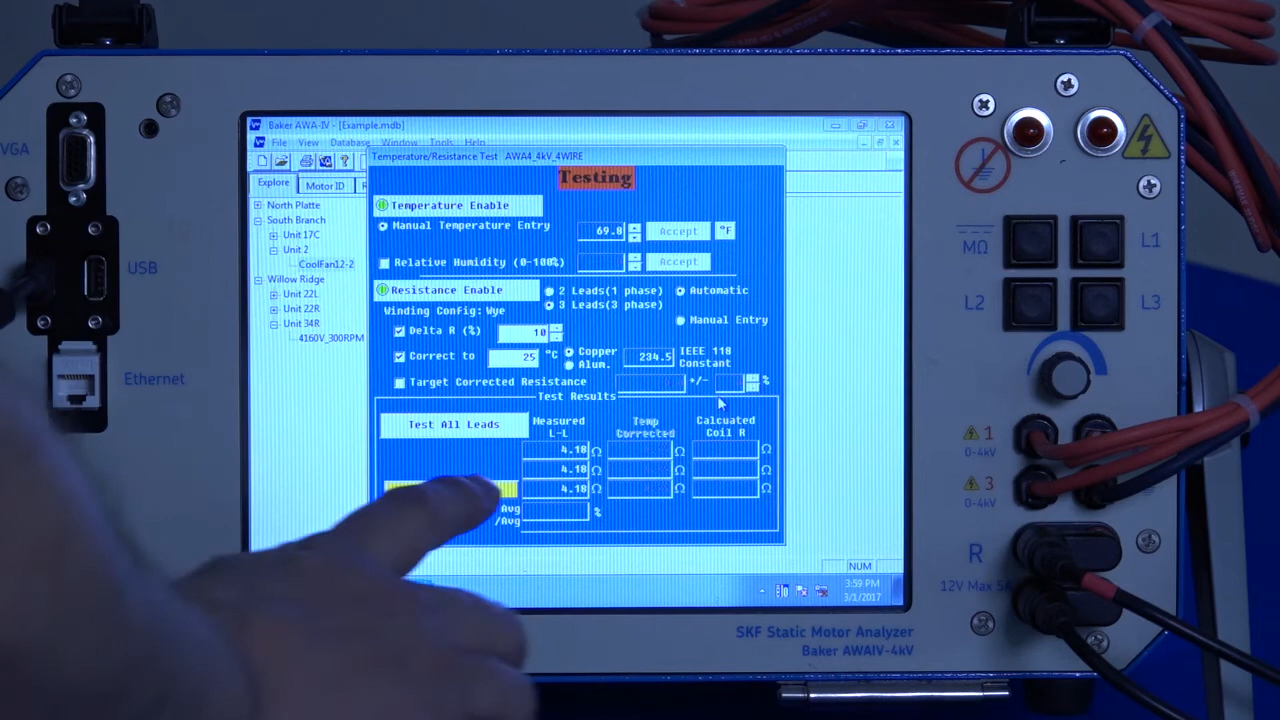 VGA
USB
Ethernet
Baker AWA-IV - [Example.mdb]
File View Database Window Tools Help
Explore Motor ID
North Platte
South Branch
Unit 17C
Unit 2
CoolFan12-2
Willow Ridge
Unit 22L
Unit 22R
Unit 34R
4160V_300RPM
Temperature/Resistance Test AWA4_4kV_4WIRE
Testing
Temperature Enable
Manual Temperature Entry 69.8 Accept °F
Relative Humidity (0-100%) Accept
Resistance Enable
2 Leads(1 phase)
3 Leads(3 phase)
Automatic
Manual Entry
Winding Config: Wye
Delta R (%) 10
Correct to 25 °C
Copper
Alum.
234.5
IEEE 118
Constant
Target Corrected Resistance +/- %
Test Results
Test All Leads
Measured
L-L
Temp
Corrected
Calcuated
Coil R
4.18 Ω Ω Ω
4.18 Ω Ω Ω
4.18 Ω Ω Ω
Avg
/Avg
%
NUM
3:59 PM
3/1/2017
SKF Static Motor Analyzer
Baker AWAIV-4kV
MΩ
L1
L2
L3
1
0-4kV
3
0-4kV
R
12V Max 5